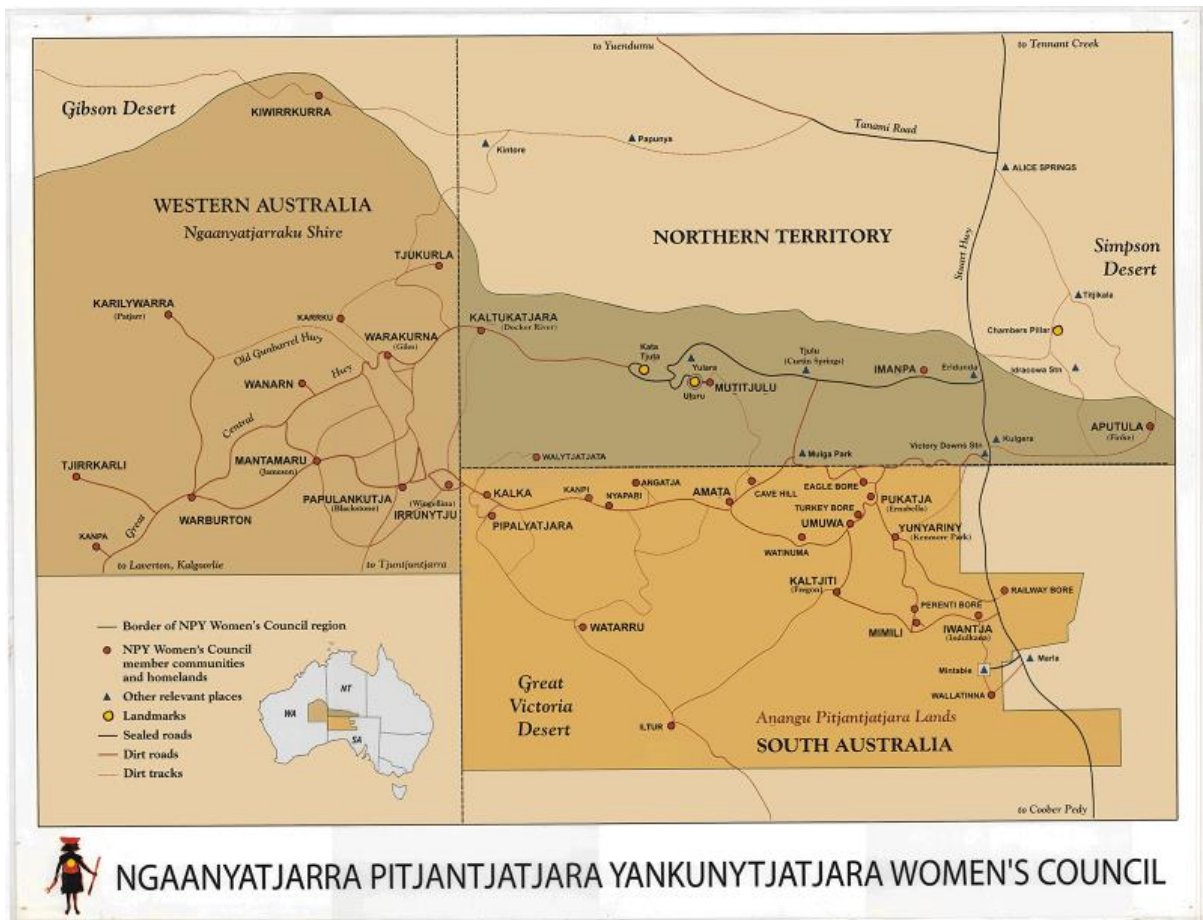 to Yuendumu
to Tennant Creek
Gibson Desert
KIWIRRKURRA
Tanami Road
Papunya
Kintore
ALICE SPRINGS
WESTERN AUSTRALIA
Ngaanyatjarraku Shire
NORTHERN TERRITORY
Stuart Hwy
Simpson
Desert
TJUKURLA
Titjikala
KARILYWARRA
(Patjarr)
KARRKU
KALTUKATJARA
(Docker River)
Chambers Pillar
Old Gunbarrel Hwy
WARAKURNA
(Giles)
Kata
Tjuta
Yulara
Tjulu
(Curtin Springs)
IMANPA
Erldunda
Idracowa Stn
Hwy
WANARN
Uluru
MUTITJULU
Central
APUTULA
(Finke)
Kulgera
Victory Downs Stn
Mulga Park
WALYTJATJATA
TJIRRKARLI
MANTAMARU
(Jameson)
PAPULANKUTJA
(Blackstone)
(Wingellina)
IRRUNYTJU
KALKA
KANPI
ANGATJA
NYAPARI
AMATA
CAVE HILL
EAGLE BORE
PUKATJA
(Ernabella)
PIPALYATJARA
TURKEY BORE
UMUWA
YUNYARINY
(Kenmore Park)
WATINUMA
Great
WARBURTON
KANPA
to Laverton, Kalgoorlie
to Tjuntjuntjarra
KALTJITI
(Fregon)
RAILWAY BORE
PERENTI BORE
MIMILI
IWANTJA
(Indulkana)
WATARRU
Marla
Mintabie
WALLATINNA
Great
Victoria
Desert
ILTUR
Anangu Pitjantjatjara Lands
SOUTH AUSTRALIA
to Coober Pedy
Border of NPY Women's Council region
NPY Women's Council
member communities
and homelands
Other relevant places
Landmarks
Sealed roads
Dirt roads
Dirt tracks
NT
WA
SA
NGAANYATJARRA PITJANTJATJARA YANKUNYTJATJARA WOMEN'S COUNCIL